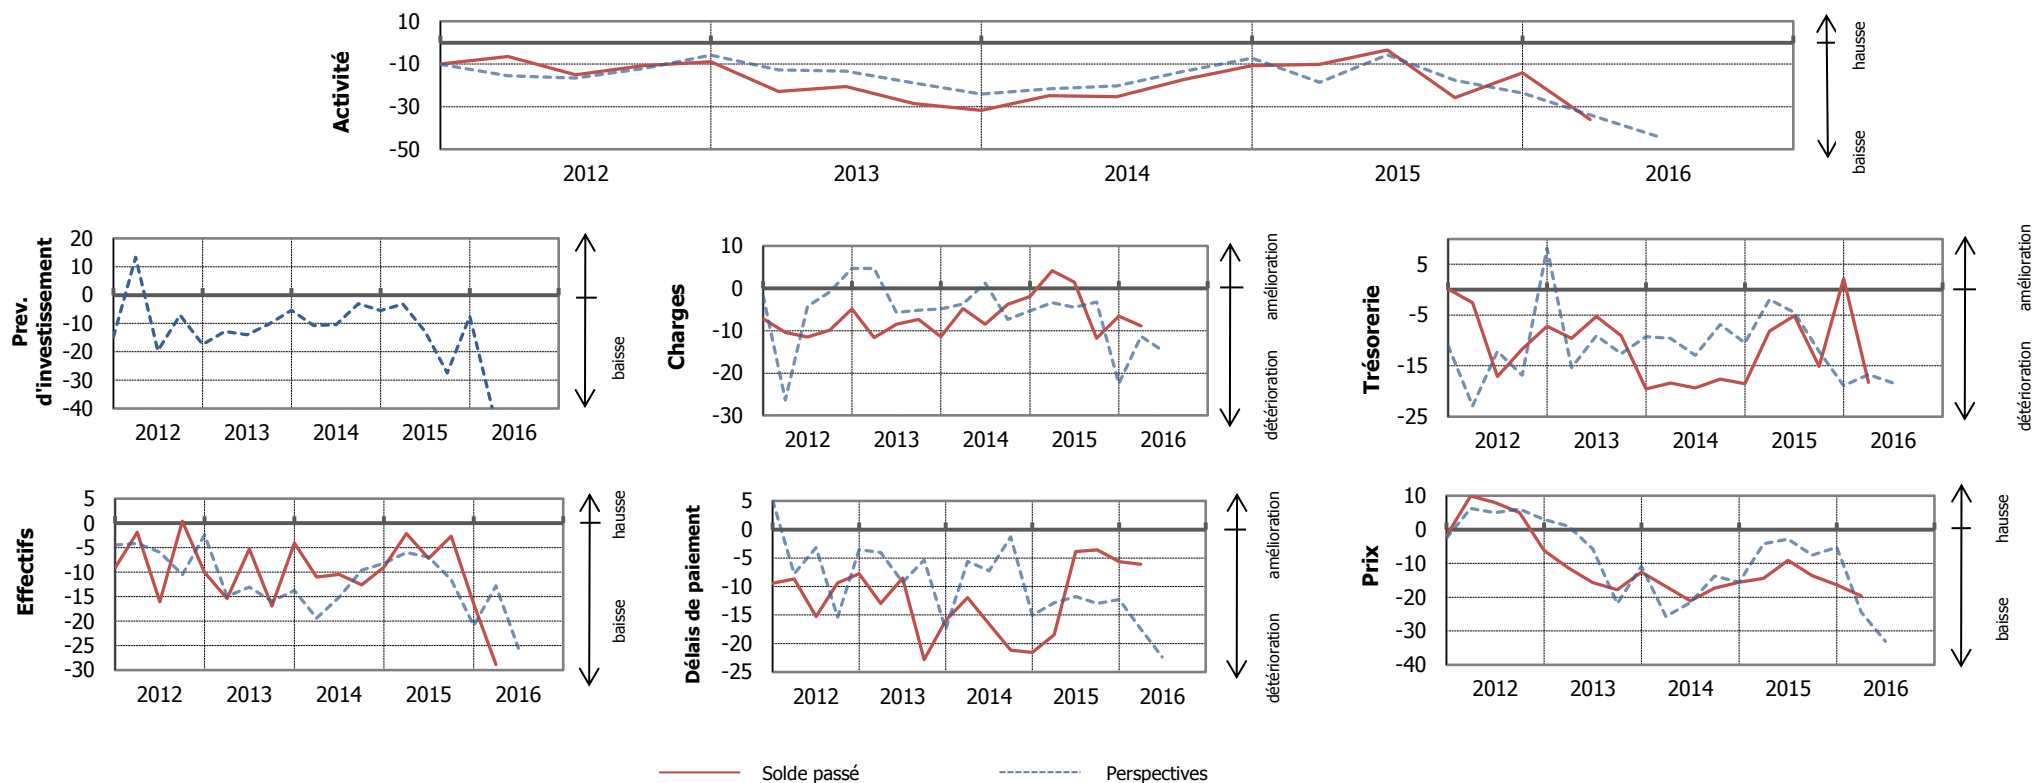 Activité
10
-10
-30
-50
2012 2013 2014 2015 2016
hausse
baisse
Prev. d'investissement
20
10
0
-10
-20
-30
-40
2012 2013 2014 2015 2016
baisse
Charges
10
0
-10
-20
-30
2012 2013 2014 2015 2016
amélioration
détérioration
Trésorerie
5
-5
-15
-25
2012 2013 2014 2015 2016
amélioration
détérioration
Effectifs
5
0
-5
-10
-15
-20
-25
-30
2012 2013 2014 2015 2016
hausse
baisse
Délais de paiement
5
0
-5
-10
-15
-20
-25
2012 2013 2014 2015 2016
amélioration
détérioration
Prix
10
0
-10
-20
-30
-40
2012 2013 2014 2015 2016
hausse
baisse
Solde passé Perspectives